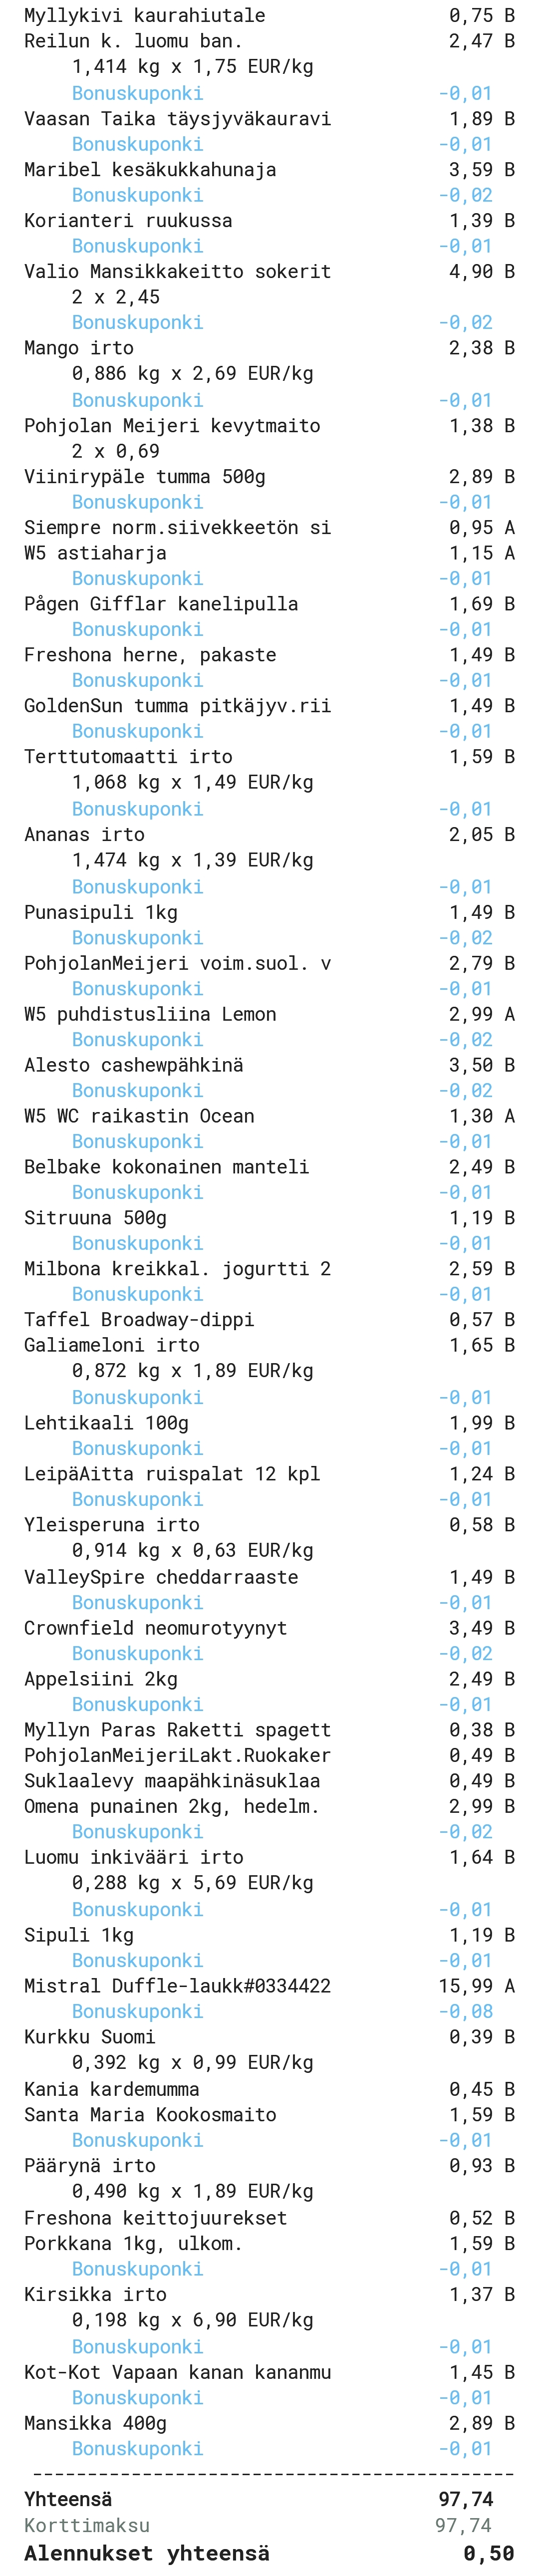 Myllykivi kaurahiutale 0,75 B
Reilun k. luomu ban. 2,47 B
1,414 kg x 1,75 EUR/kg
Bonuskuponki -0,01
Vaasan Taika täysjyväkauravi 1,89 B
Bonuskuponki -0,01
Maribel kesäkukkahunaja 3,59 B
Bonuskuponki -0,02
Korianteri ruukussa 1,39 B
Bonuskuponki -0,01
Valio Mansikkakeitto sokerit 4,90 B
2 x 2,45
Bonuskuponki -0,02
Mango irto 2,38 B
0,886 kg x 2,69 EUR/kg
Bonuskuponki -0,01
Pohjolan Meijeri kevytmaito 1,38 B
2 x 0,69
Viinirypäle tumma 500g 2,89 B
Bonuskuponki -0,01
Siempre norm.siivekkeetön si 0,95 A
W5 astiaharja 1,15 A
Bonuskuponki -0,01
Pågen Gifflar kanelipulla 1,69 B
Bonuskuponki -0,01
Freshona herne, pakaste 1,49 B
Bonuskuponki -0,01
GoldenSun tumma pitkäjyv.rii 1,49 B
Bonuskuponki -0,01
Terttutomaatti irto 1,59 B
1,068 kg x 1,49 EUR/kg
Bonuskuponki -0,01
Ananas irto 2,05 B
1,474 kg x 1,39 EUR/kg
Bonuskuponki -0,01
Punasipuli 1kg 1,49 B
Bonuskuponki -0,02
PohjolanMeijeri voim.suol. v 2,79 B
Bonuskuponki -0,01
W5 puhdistusliina Lemon 2,99 A
Bonuskuponki -0,02
Alesto cashewpähkinä 3,50 B
Bonuskuponki -0,02
W5 WC raikastin Ocean 1,30 A
Bonuskuponki -0,01
Belbake kokonainen manteli 2,49 B
Bonuskuponki -0,01
Sitruuna 500g 1,19 B
Bonuskuponki -0,01
Milbona kreikkal. jogurtti 2 2,59 B
Bonuskuponki -0,01
Taffel Broadway-dippi 0,57 B
Galiameloni irto 1,65 B
0,872 kg x 1,89 EUR/kg
Bonuskuponki -0,01
Lehtikaali 100g 1,99 B
Bonuskuponki -0,01
LeipäAitta ruispalat 12 kpl 1,24 B
Bonuskuponki -0,01
Yleisperuna irto 0,58 B
0,914 kg x 0,63 EUR/kg
ValleySpire cheddarraaste 1,49 B
Bonuskuponki -0,01
Crownfield neomurotyynyt 3,49 B
Bonuskuponki -0,02
Appelsiini 2kg 2,49 B
Bonuskuponki -0,01
Myllyn Paras Raketti spagett 0,38 B
PohjolanMeijeriLakt.Ruokaker 0,49 B
Suklaalevy maapähkinäsuklaa 0,49 B
Omena punainen 2kg, hedelm. 2,99 B
Bonuskuponki -0,02
Luomu inkivääri irto 1,64 B
0,288 kg x 5,69 EUR/kg
Bonuskuponki -0,01
Sipuli 1kg 1,19 B
Bonuskuponki -0,01
Mistral Duffle-laukk#0334422 15,99 A
Bonuskuponki -0,08
Kurkku Suomi 0,39 B
0,392 kg x 0,99 EUR/kg
Kania kardemumma 0,45 B
Santa Maria Kookosmaito 1,59 B
Bonuskuponki -0,01
Päärynä irto 0,93 B
0,490 kg x 1,89 EUR/kg
Freshona keittojuurekset 0,52 B
Porkkana 1kg, ulkom. 1,59 B
Bonuskuponki -0,01
Kirsikka irto 1,37 B
0,198 kg x 6,90 EUR/kg
Bonuskuponki -0,01
Kot-Kot Vapaan kanan kananmu 1,45 B
Bonuskuponki -0,01
Mansikka 400g 2,89 B
Bonuskuponki -0,01
--------------------------------------------
Yhteensä 97,74
Korttimaksu 97,74
Alennukset yhteensä 0,50